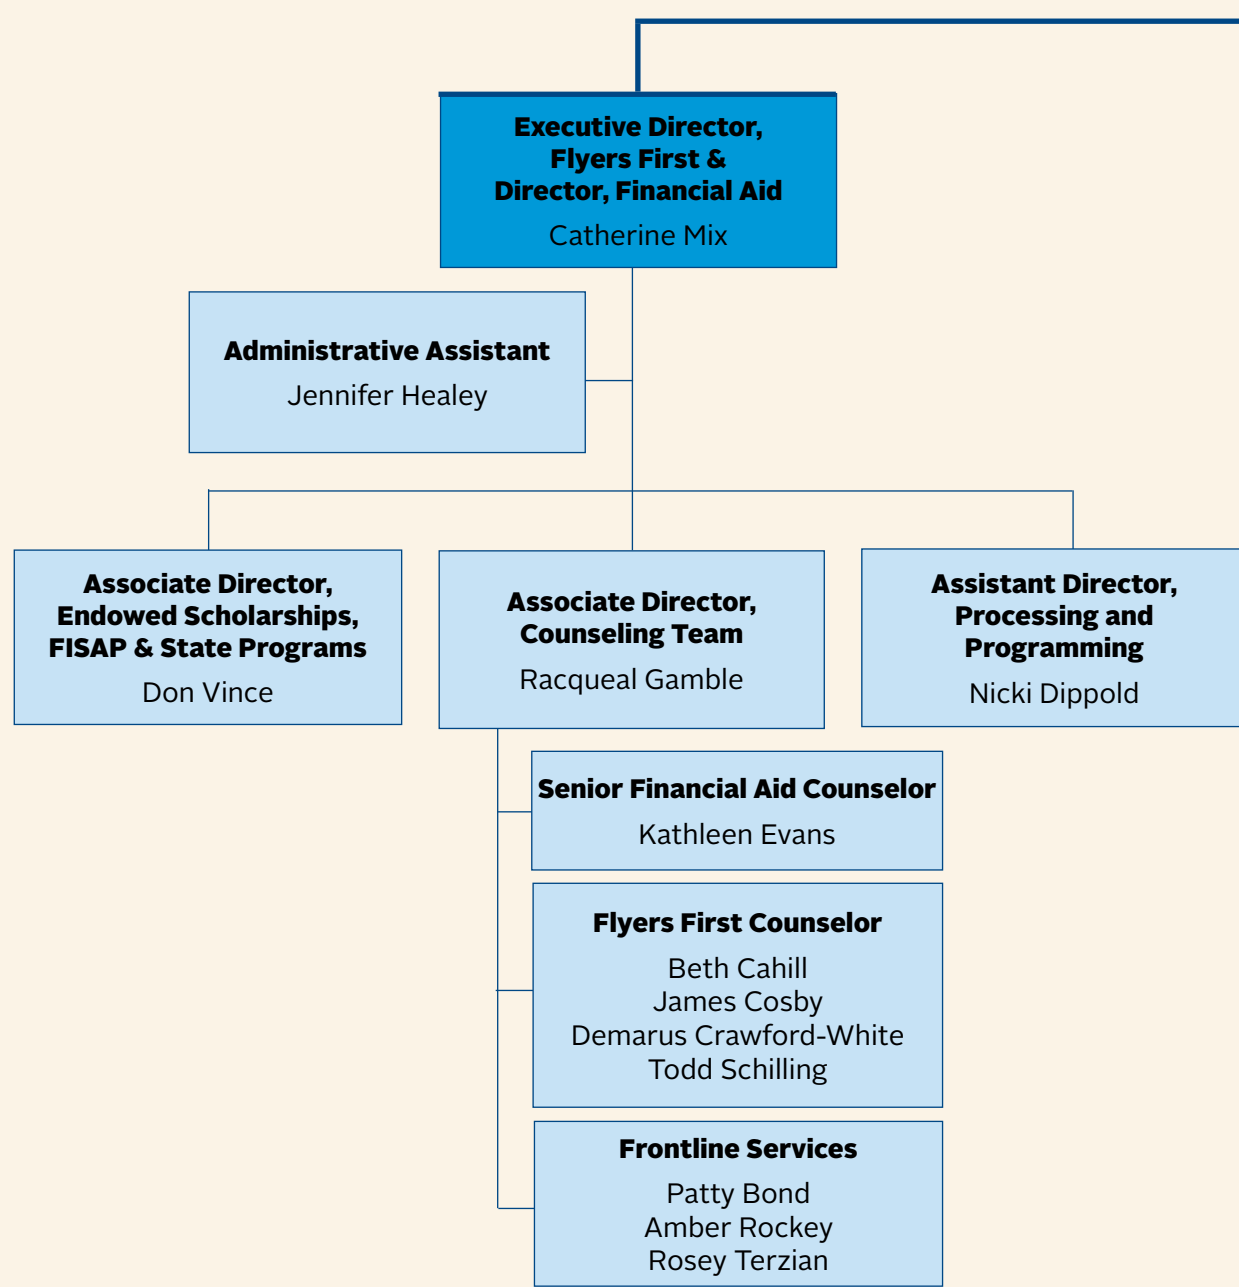 Executive Director,
Flyers First &
Director, Financial Aid
Catherine Mix
Administrative Assistant
Jennifer Healey
Associate Director,
Endowed Scholarships,
FISAP & State Programs
Don Vince
Associate Director,
Counseling Team
Racqueal Gamble
Assistant Director,
Processing and
Programming
Nicki Dippold
Senior Financial Aid Counselor
Kathleen Evans
Flyers First Counselor
Beth Cahill
James Cosby
Demarus Crawford-White
Todd Schilling
Frontline Services
Patty Bond
Amber Rockey
Rosey Terzian